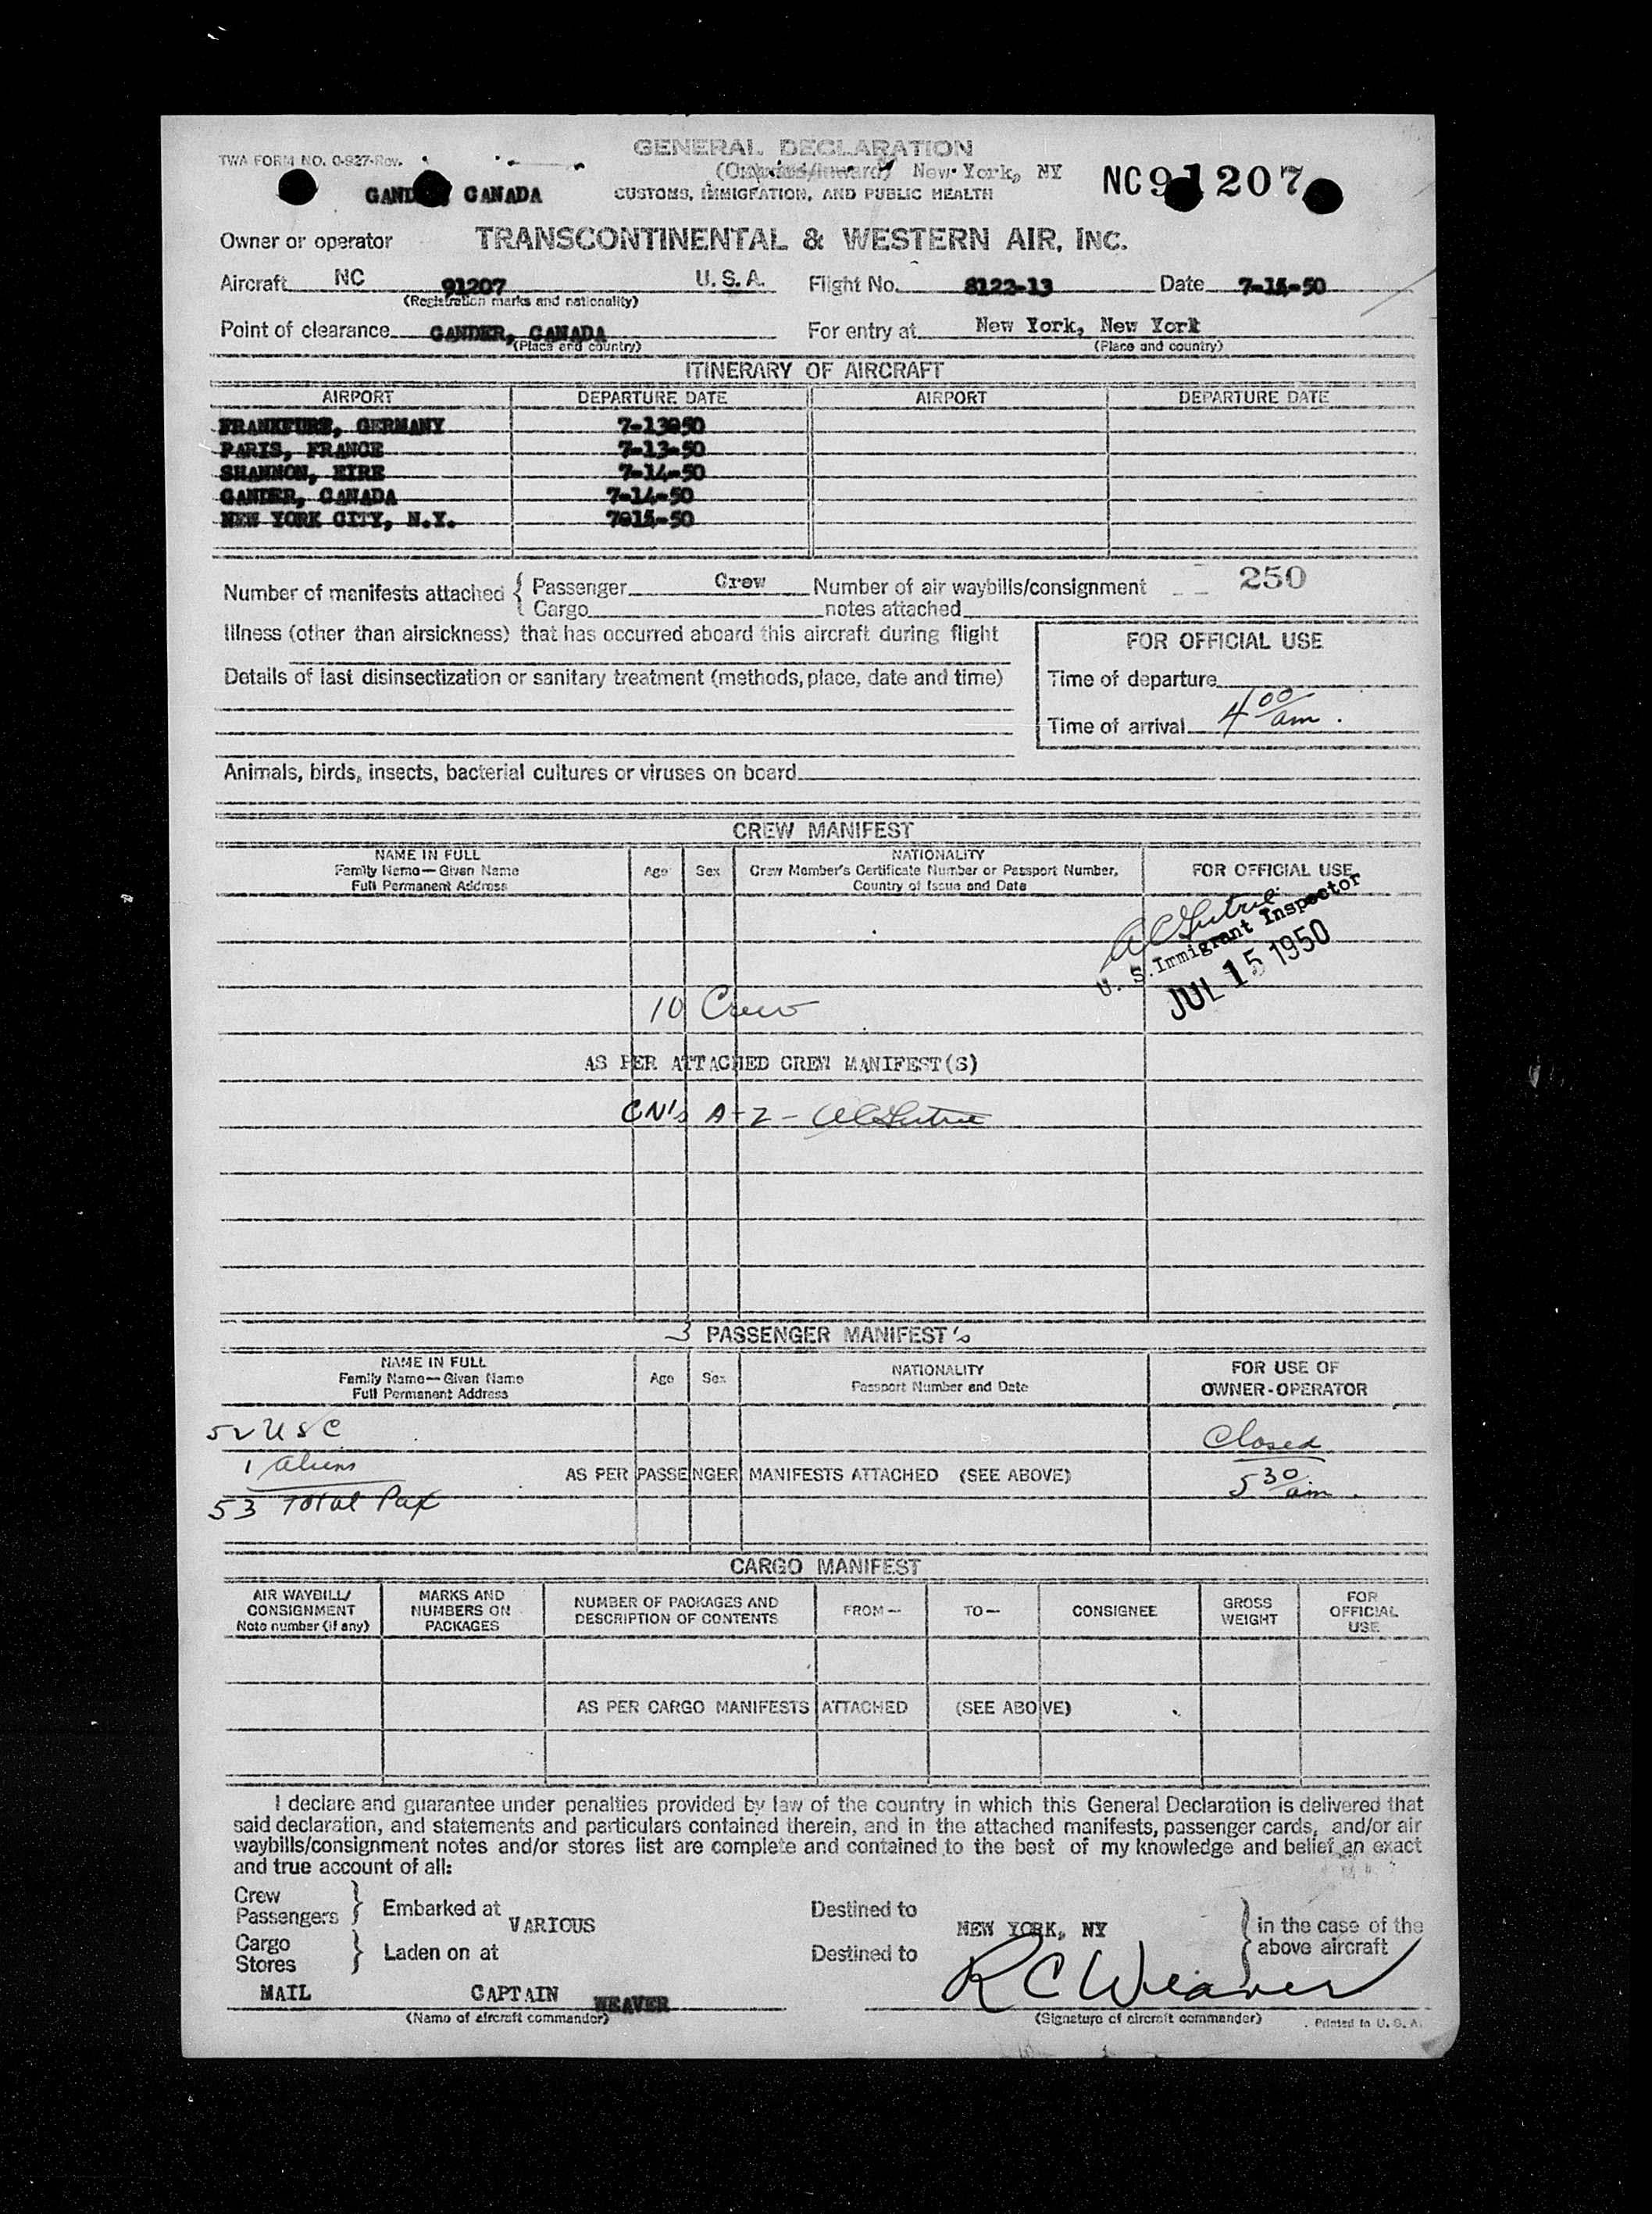 GENERAL DECLARATION
TWA FORM NO. O-927-Rev.
(Outward/Inward) New York, NY
NC91207
GANDER CANADA
CUSTOMS, IMMIGRATION, AND PUBLIC HEALTH
Owner or operator TRANSCONTINENTAL & WESTERN AIR, INC.
Aircraft NC 91207 U.S.A. Flight No. 8122-13 Date 7-15-50
(Registration marks and nationality)
Point of clearance GANDER, CANADA For entry at New York, New York
(Place and country) (Place and country)
ITINERARY OF AIRCRAFT
AIRPORT DEPARTURE DATE AIRPORT DEPARTURE DATE
FRANKFURT, GERMANY 7-13@50
PARIS, FRANCE 7-13-50
SHANNON, EIRE 7-14-50
GANDER, CANADA 7-14-50
NEW YORK CITY, N.Y. 7@15-50
Number of manifests attached { Passenger Crew Number of air waybills/consignment -- 250
Cargo notes attached
Illness (other than airsickness) that has occurred aboard this aircraft during flight
FOR OFFICIAL USE
Details of last disinsectization or sanitary treatment (methods, place, date and time)
Time of departure
Time of arrival 4 00 am.
Animals, birds, insects, bacterial cultures or viruses on board
CREW MANIFEST
NAME IN FULL
Family Name—Given Name
Full Permanent Address
Age Sex
NATIONALITY
Crew Member's Certificate Number or Passport Number,
Country of Issue and Date
FOR OFFICIAL USE
U. S. Immigrant Inspector
JUL 15 1950
10 Crew
AS PER ATTACHED CREW MANIFEST(S)
CN's A-Z -
3 PASSENGER MANIFEST's
NAME IN FULL
Family Name—Given Name
Full Permanent Address
Age Sex
NATIONALITY
Passport Number and Date
FOR USE OF
OWNER-OPERATOR
52 USC
Closed
1 aliens
AS PER PASSENGER MANIFESTS ATTACHED (SEE ABOVE)
5 30 am.
53 Total Pax
CARGO MANIFEST
AIR WAYBILL/
CONSIGNMENT
Note number (if any)
MARKS AND
NUMBERS ON
PACKAGES
NUMBER OF PACKAGES AND
DESCRIPTION OF CONTENTS
FROM—
TO—
CONSIGNEE
GROSS
WEIGHT
FOR
OFFICIAL
USE
AS PER CARGO MANIFESTS ATTACHED (SEE ABOVE)
I declare and guarantee under penalties provided by law of the country in which this General Declaration is delivered that
said declaration, and statements and particulars contained therein, and in the attached manifests, passenger cards, and/or air
waybills/consignment notes and/or stores list are complete and contained to the best of my knowledge and belief an exact
and true account of all:
Crew
Passengers } Embarked at VARIOUS Destined to NEW YORK, NY } in the case of the
above aircraft
Cargo
Stores } Laden on at Destined to
MAIL CAPTAIN WEAVER R C Weaver
(Name of aircraft commander) (Signature of aircraft commander) Printed in U. S. A.